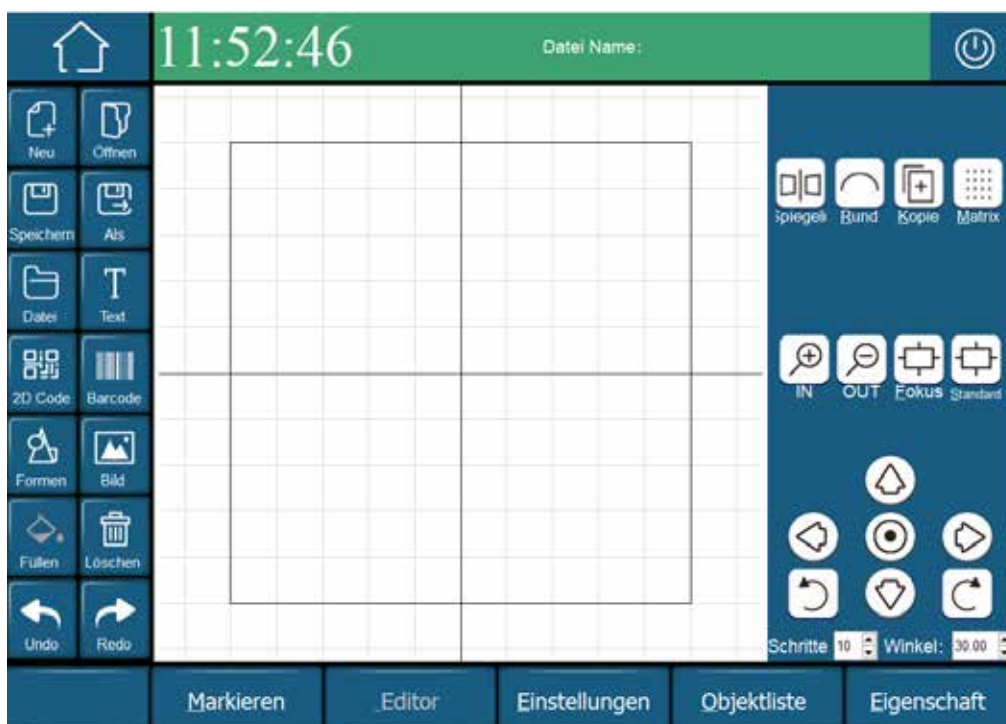 11:52:46 Datei Name:
Neu Öffnen
Speichern Als
Datei Text
2D Code Barcode
Formen Bild
Füllen Löschen
Undo Redo
Spiegeln Rund Kopie Matrix
IN OUT Fokus Standard
Schritte 10 Winkel: 30.00
Markieren Editor Einstellungen Objektliste Eigenschaft